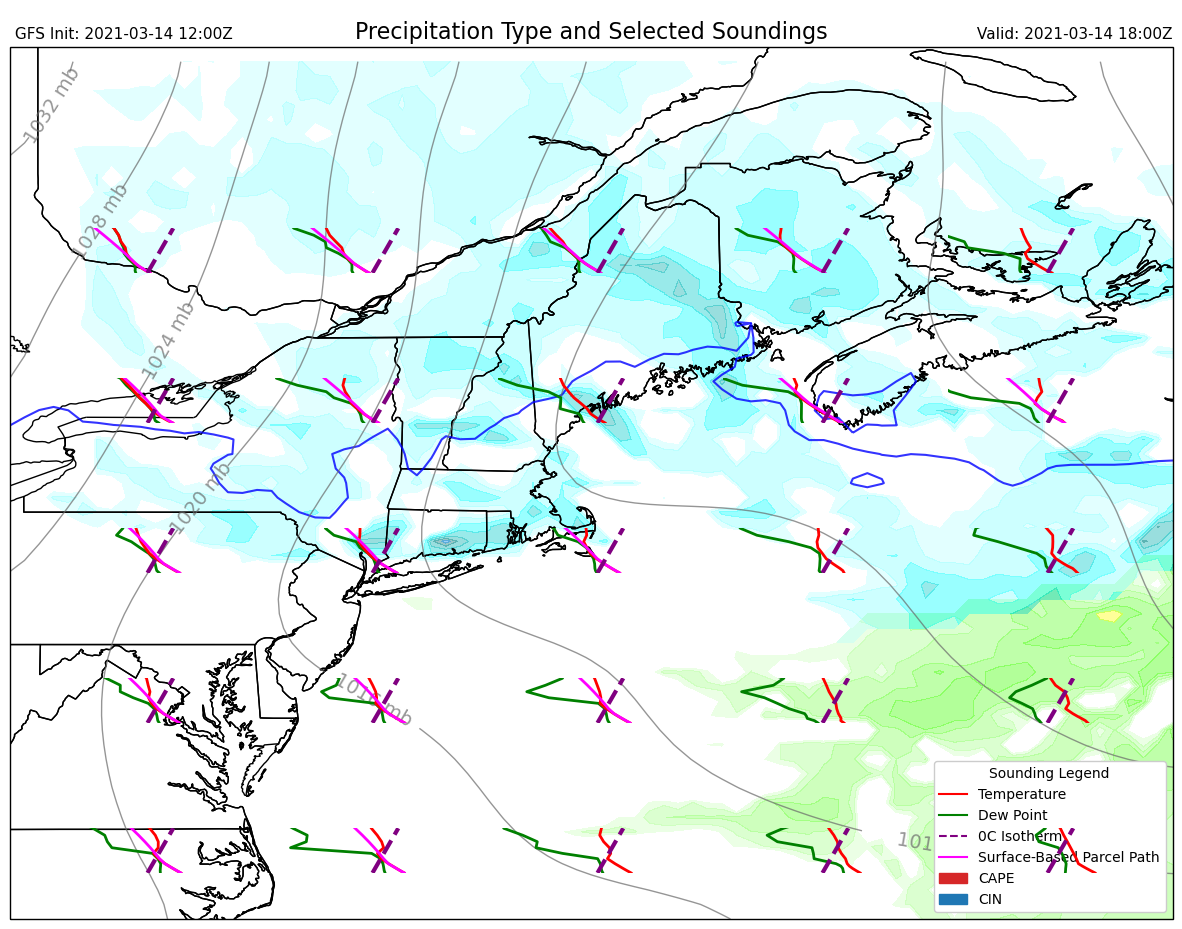 GFS Init: 2021-03-14 12:00Z
Precipitation Type and Selected Soundings
Valid: 2021-03-14 18:00Z
1032 mb
1028 mb
1024 mb
1020 mb
1016 mb
101
Sounding Legend
Temperature
Dew Point
0C Isotherm
Surface-Based Parcel Path
CAPE
CIN